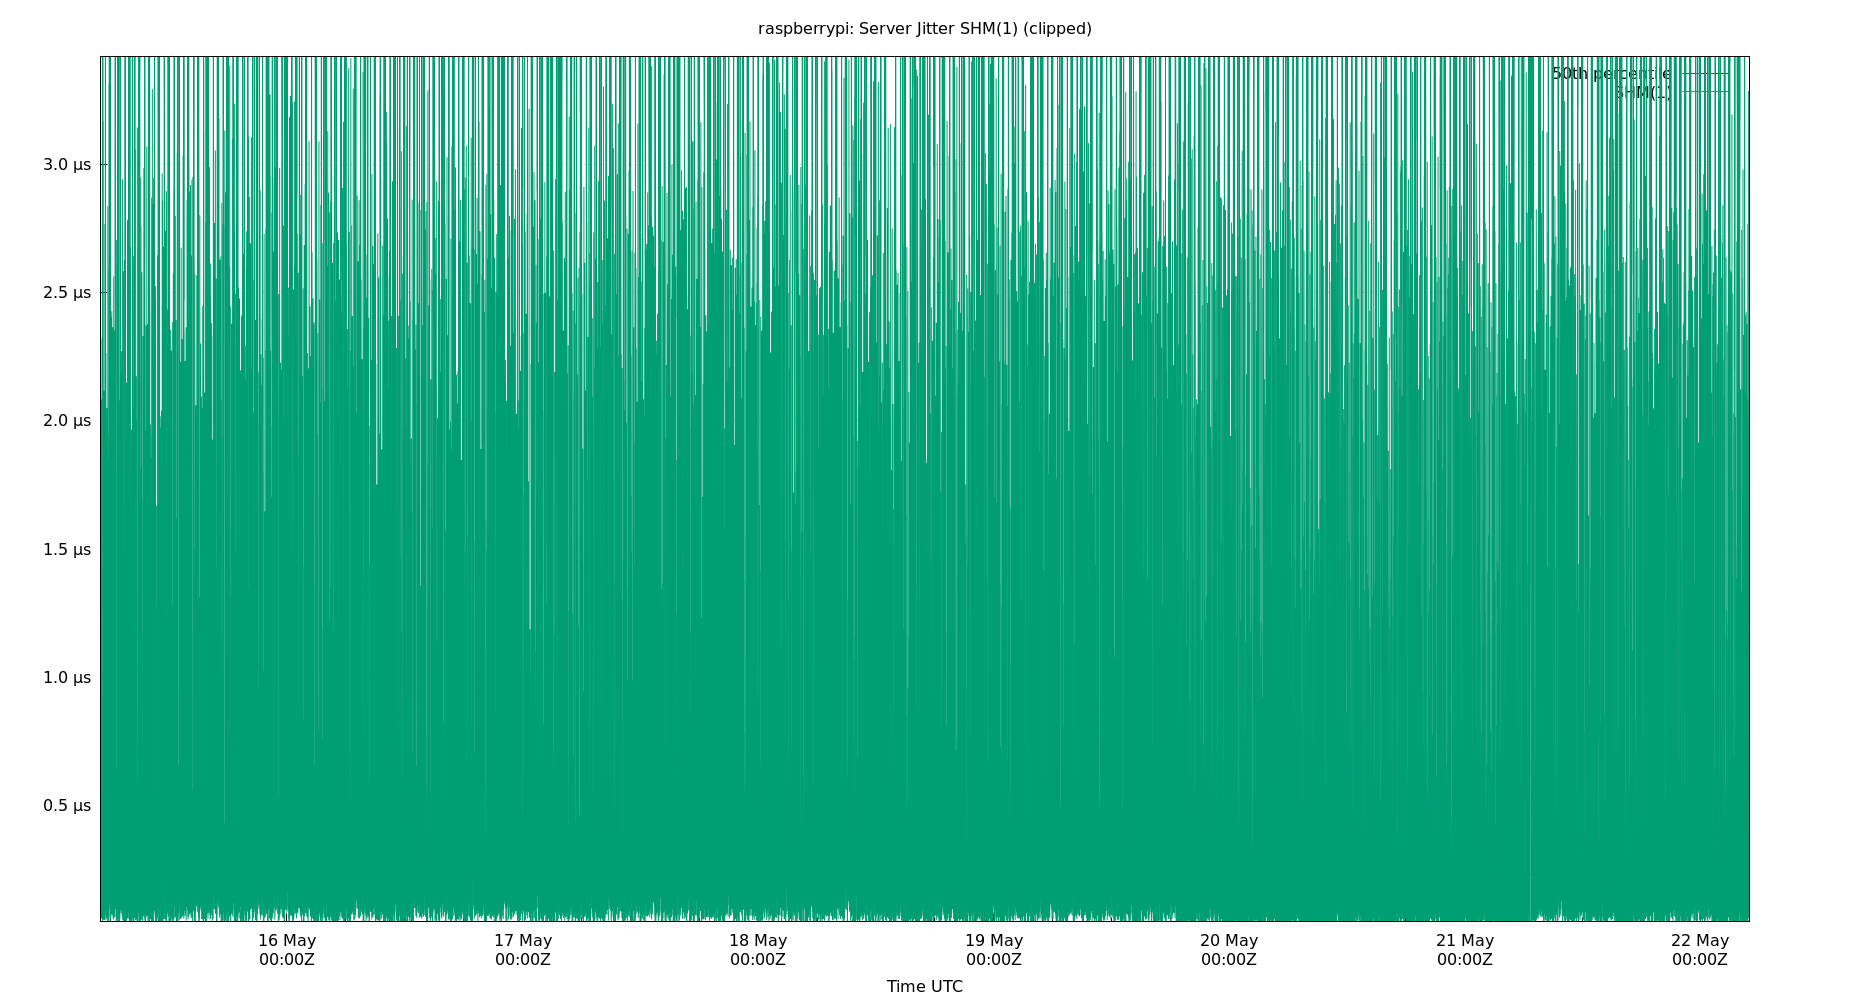 raspberrypi: Server Jitter SHM(1) (clipped)
50th percentile
SHM(1)
3.0 µs
2.5 µs
2.0 µs
1.5 µs
1.0 µs
0.5 µs
16 May 17 May 18 May 19 May 20 May 21 May 22 May
00:00Z 00:00Z 00:00Z 00:00Z 00:00Z 00:00Z 00:00Z
Time UTC